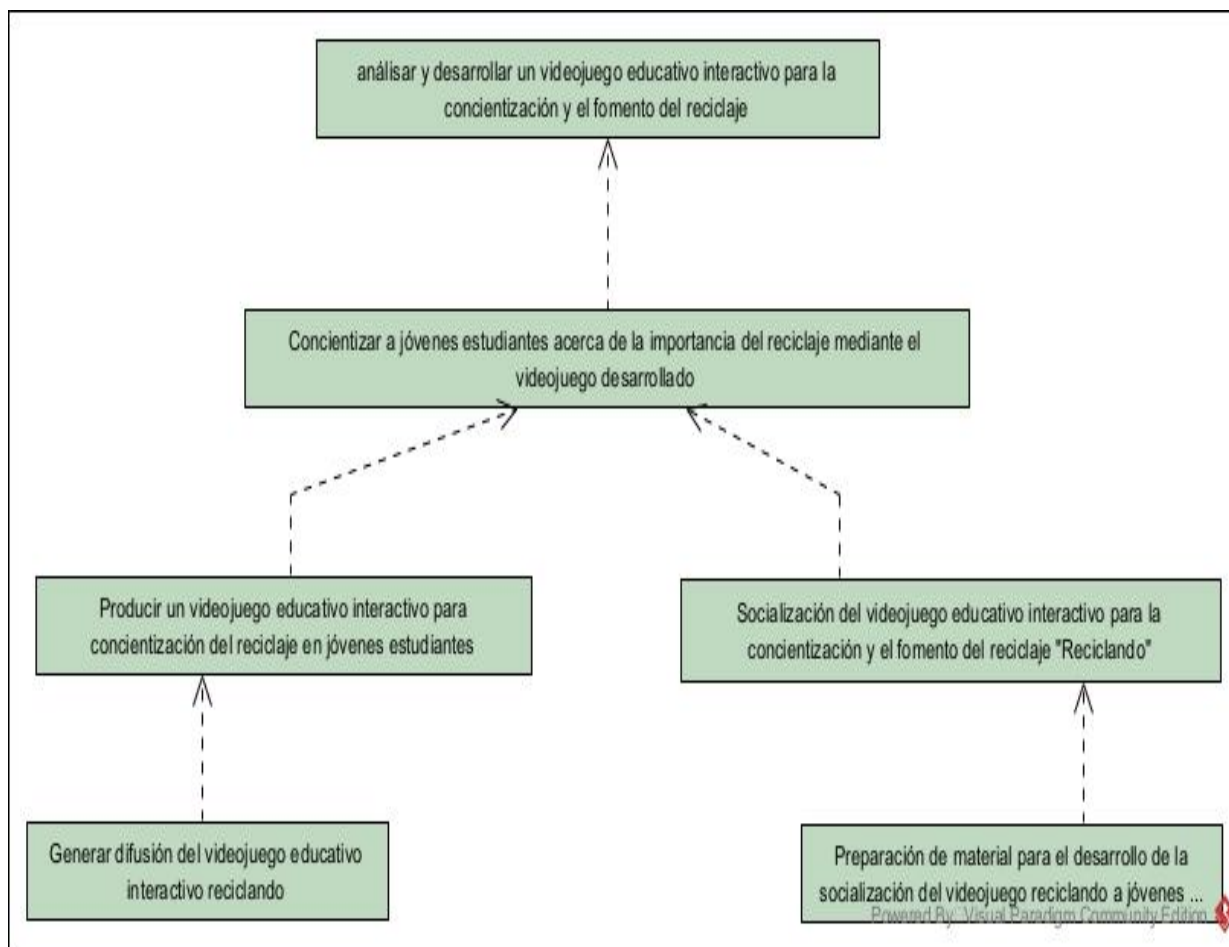 análisar y desarrollar un videojuego educativo interactivo para la
concientización y el fomento del reciclaje
Concientizar a jóvenes estudiantes acerca de la importancia del reciclaje mediante el
videojuego desarrollado
Producir un videojuego educativo interactivo para
concientización del reciclaje en jóvenes estudiantes
Socialización del videojuego educativo interactivo para la
concientización y el fomento del reciclaje "Reciclando"
Generar difusión del videojuego educativo
interactivo reciclando
Preparación de material para el desarrollo de la
socialización del videojuego reciclando a jóvenes ...
Powered By Visual Paradigm Community Edition